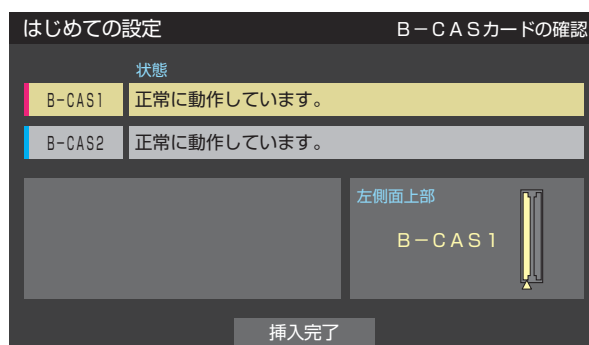 はじめての設定 B－CASカードの確認
状態
B-CAS1 正常に動作しています。
B-CAS2 正常に動作しています。
左側面上部
B－CAS1
挿入完了